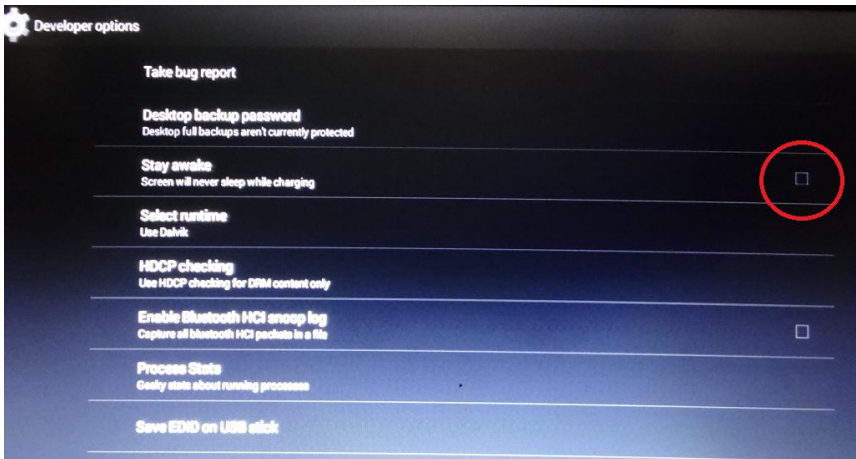 Developer options
Take bug report
Desktop backup password
Desktop full backups aren't currently protected
Stay awake
Screen will never sleep while charging
Select runtime
Use Dalvik
HDCP checking
Use HDCP checking for DRM content only
Enable Bluetooth HCI snoop log
Capture all bluetooth HCI packets in a file
Process Stats
Geeky stats about running processes
Save EDID on USB stick